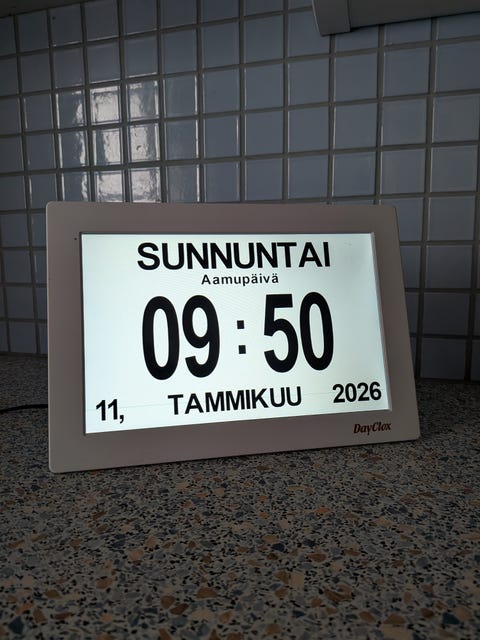 SUNNUNTAI
Aamupäivä
09:50
11, TAMMIKUU 2026
DayClox